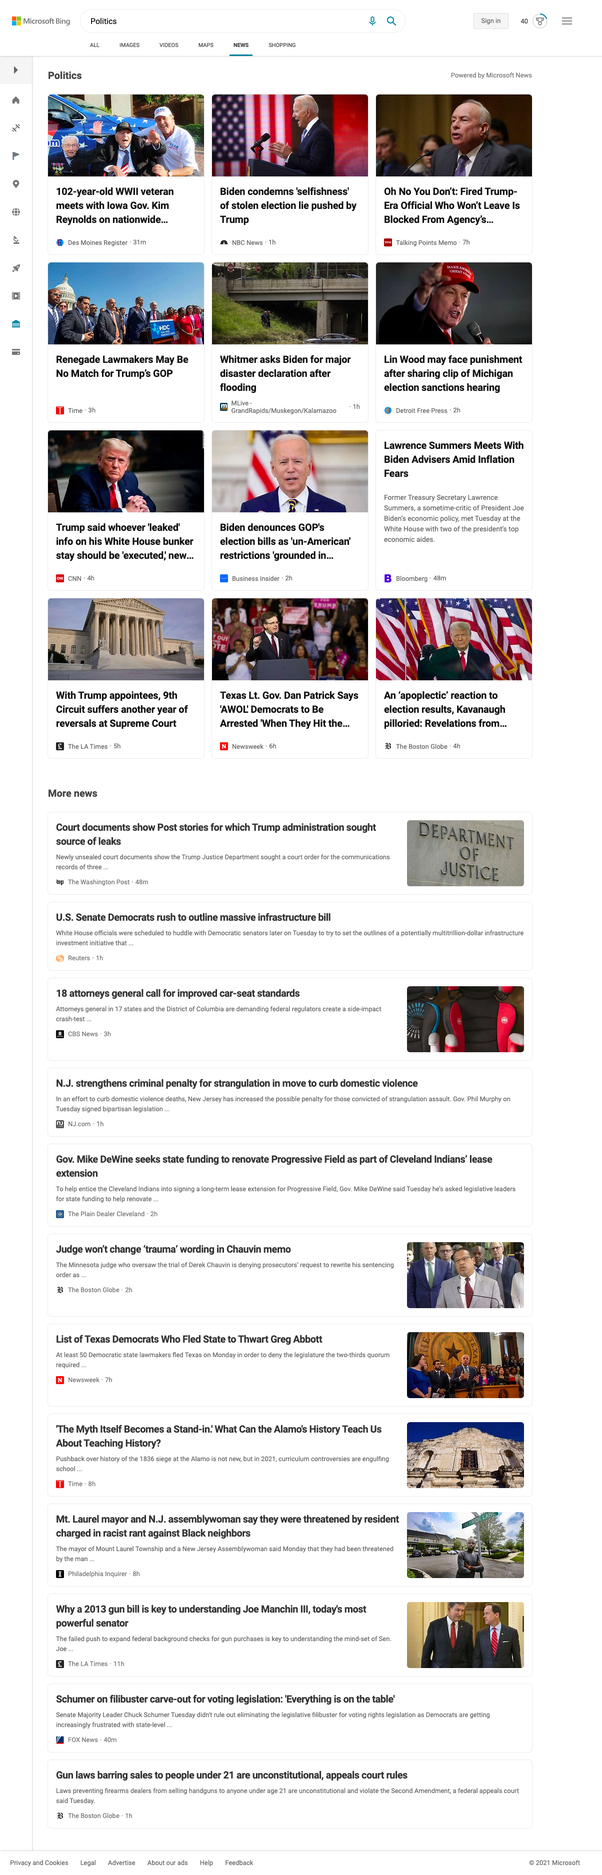 Microsoft Bing
Politics
Sign in
40
ALL
IMAGES
VIDEOS
MAPS
NEWS
SHOPPING
Politics
Powered by Microsoft News
102-year-old WWII veteran
meets with Iowa Gov. Kim
Reynolds on nationwide...
Des Moines Register · 31m
Biden condemns 'selfishness'
of stolen election lie pushed by
Trump
NBC News · 1h
Oh No You Don't: Fired Trump-
Era Official Who Won't Leave Is
Blocked From Agency's...
Talking Points Memo · 7h
Renegade Lawmakers May Be
No Match for Trump's GOP
Time · 3h
Whitmer asks Biden for major
disaster declaration after
flooding
MLive -
GrandRapids/Muskegon/Kalamazoo · 1h
Lin Wood may face punishment
after sharing clip of Michigan
election sanctions hearing
Detroit Free Press · 2h
Trump said whoever 'leaked'
info on his White House bunker
stay should be 'executed,' new...
CNN · 4h
Biden denounces GOP's
election bills as 'un-American'
restrictions 'grounded in...
Business Insider · 2h
Lawrence Summers Meets With
Biden Advisers Amid Inflation
Fears
Former Treasury Secretary Lawrence
Summers, a sometime-critic of President Joe
Biden's economic policy, met Tuesday at the
White House with two of the president's top
economic aides.
Bloomberg · 48m
With Trump appointees, 9th
Circuit suffers another year of
reversals at Supreme Court
The LA Times · 5h
Texas Lt. Gov. Dan Patrick Says
'AWOL' Democrats to Be
Arrested 'When They Hit the...
Newsweek · 6h
An 'apoplectic' reaction to
election results, Kavanaugh
pilloried: Revelations from...
The Boston Globe · 4h
More news
Court documents show Post stories for which Trump administration sought
source of leaks
Newly unsealed court documents show the Trump Justice Department sought a court order for the communications
records of three ...
The Washington Post · 48m
DEPARTMENT
OF
JUSTICE
U.S. Senate Democrats rush to outline massive infrastructure bill
White House officials were scheduled to huddle with Democratic senators later on Tuesday to try to set the outlines of a potentially multitrillion-dollar infrastructure
investment initiative that ...
Reuters · 1h
18 attorneys general call for improved car-seat standards
Attorneys general in 17 states and the District of Columbia are demanding federal regulators create a side-impact
crash-test ...
CBS News · 3h
N.J. strengthens criminal penalty for strangulation in move to curb domestic violence
In an effort to curb domestic violence deaths, New Jersey has increased the possible penalty for those convicted of strangulation assault. Gov. Phil Murphy on
Tuesday signed bipartisan legislation ...
NJ.com · 1h
Gov. Mike DeWine seeks state funding to renovate Progressive Field as part of Cleveland Indians' lease
extension
To help entice the Cleveland Indians into signing a long-term lease extension for Progressive Field, Gov. Mike DeWine said Tuesday he's asked legislative leaders
for state funding to help renovate ...
The Plain Dealer Cleveland · 2h
Judge won't change 'trauma' wording in Chauvin memo
The Minnesota judge who oversaw the trial of Derek Chauvin is denying prosecutors' request to rewrite his sentencing
order as ...
The Boston Globe · 2h
List of Texas Democrats Who Fled State to Thwart Greg Abbott
At least 50 Democratic state lawmakers fled Texas on Monday in order to deny the legislature the two-thirds quorum
required ...
Newsweek · 7h
'The Myth Itself Becomes a Stand-in.' What Can the Alamo's History Teach Us
About Teaching History?
Pushback over history of the 1836 siege at the Alamo is not new, but in 2021, curriculum controversies are engulfing
school ...
Time · 8h
Mt. Laurel mayor and N.J. assemblywoman say they were threatened by resident
charged in racist rant against Black neighbors
The mayor of Mount Laurel Township and a New Jersey Assemblywoman said Monday that they had been threatened
by the man ...
Philadelphia Inquirer · 8h
Why a 2013 gun bill is key to understanding Joe Manchin III, today's most
powerful senator
The failed push to expand federal background checks for gun purchases is key to understanding the mind-set of Sen.
Joe ...
The LA Times · 11h
Schumer on filibuster carve-out for voting legislation: 'Everything is on the table'
Senate Majority Leader Chuck Schumer Tuesday didn't rule out eliminating the legislative filibuster for voting rights legislation as Democrats are getting
increasingly frustrated with state-level ...
FOX News · 40m
Gun laws barring sales to people under 21 are unconstitutional, appeals court rules
Laws preventing firearms dealers from selling handguns to anyone under age 21 are unconstitutional and violate the Second Amendment, a federal appeals court
said Tuesday.
The Boston Globe · 1h
Privacy and Cookies
Legal
Advertise
About our ads
Help
Feedback
© 2021 Microsoft